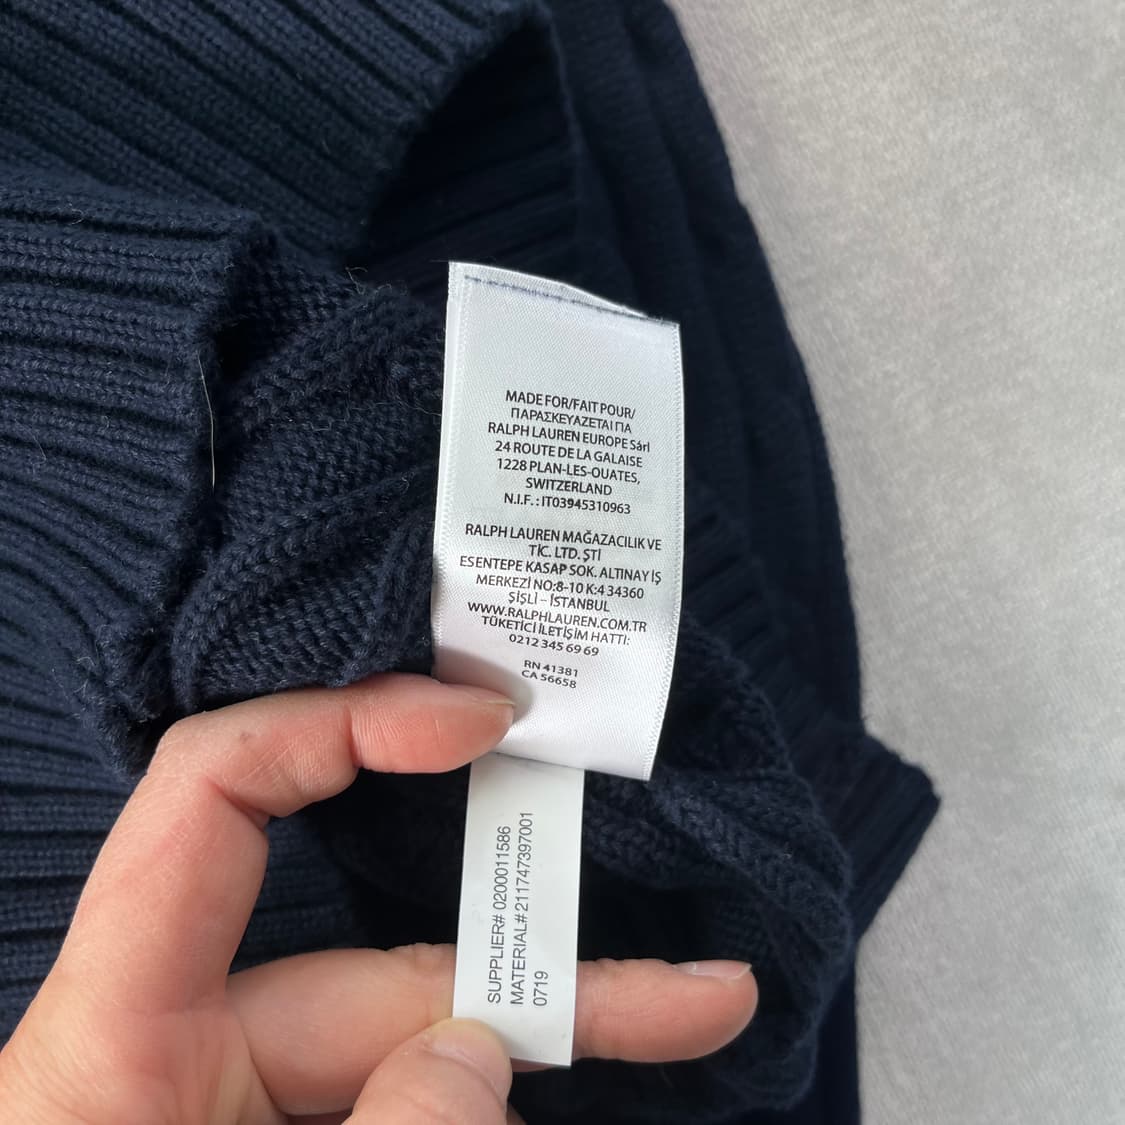 MADE FOR/FAIT POUR/
ΠΑΡΑΣΚΕΥΑΖΕΤΑΙ ΓΙΑ
RALPH LAUREN EUROPE Sárl
24 ROUTE DE LA GALAISE
1228 PLAN-LES-OUATES,
SWITZERLAND
N.I.F. : IT03945310963
RALPH LAUREN MAĞAZACILIK VE
TİC. LTD. ŞTİ
ESENTEPE KASAP SOK. ALTINAY İŞ
MERKEZİ NO:8-10 K:4 34360
ŞİŞLİ – İSTANBUL
WWW.RALPHLAUREN.COM.TR
TÜKETİCİ İLETİŞİM HATTI:
0212 345 69 69
RN 41381
CA 56658
SUPPLIER# 0200011586
MATERIAL# 211747397001
0719